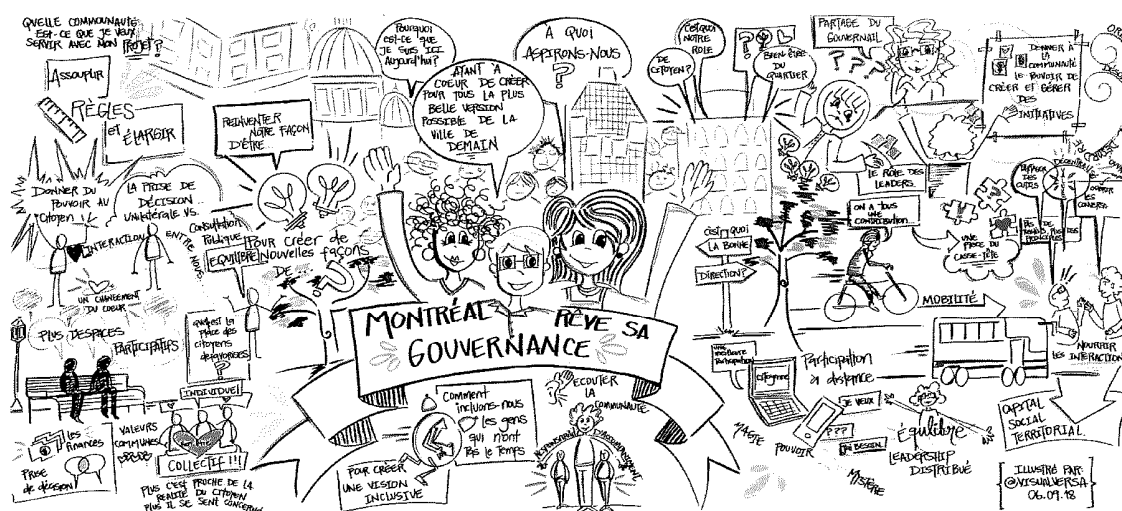 QUELLE COMMUNAUTÉ
EST-CE QUE JE VEUX
SERVIR AVEC MON PROJET?
ASSOUPLIR
RÈGLES
et
ÉLARGIR
DONNER DU
POUVOIR AU
CITOYEN
LA PRISE DE
DÉCISION
UNILATÉRALE VS.
INTERACTION
ENTRE
NOUS
UN CHANGEMENT
DU COEUR
RÉINVENTER
NOTRE FAÇON
D'ÊTRE...
Consultation
Publique
EQUILIBRE
POUR CRÉER de
Nouvelles façons
DE
PLUS D'ESPACES
PARTICIPATIFS
quelle est la
place des
citoyens
?
INDIVIDUEL
les
finances
PRISE
de décision
VALEURS
COMMUNES
COLLECTIF!!!
PLUS C'EST PROCHE DE LA
RÉALITÉ DU CITOYEN
PLUS IL SE SENT CONCERNÉ
Pourquoi
est-ce que
JE SUIS ICI
Aujourd'hui?
AYANT À
COEUR DE CRÉER
POUR TOUS LA PLUS
BELLE VERSION
POSSIBLE DE LA
VILLE DE
DEMAIN
A QUOI
ASPIRONS-NOUS
?
MONTRÉAL RÊVE SA
GOUVERNANCE
Comment
incluons-nous
les gens
qui n'ont
PAS le TEMPS
POUR CRÉER
UNE VISION
INCLUSIVE
ECOUTER
LA
COMMUNAUTÉ
C'EST QUOI
NOTRE
ROLE
DE
CITOYEN?
BIEN ÊTRE
DU
QUARTIER
PARTAGE DU
GOUVERNAIL
???
DONNER À
LA
COMMUNAUTÉ
LE POUVOIR DE
CRÉER ET GÉRER
DES
INITIATIVES
LE RÔLE DES
LEADERS...
ON A TOUS
UNE
CONTRIBUTION
UNE PIÈCE DU
CASSE-TÊTE
C'EST QUOI
LA BONNE
DIRECTION?
MOBILITÉ
NOURRIR
LES INTERACTION
UNE
meilleure
Participation
citoyenne
Participation
à distance
JE VEUX
???
POUVOIR
MYSTÈRE
Équilibre
LEADERSHIP
DISTRIBUÉ
CAPITAL
SOCIAL
TERRITORIAL
ILLUSTRÉ PAR:
@VISUALVERSA
06.09.18